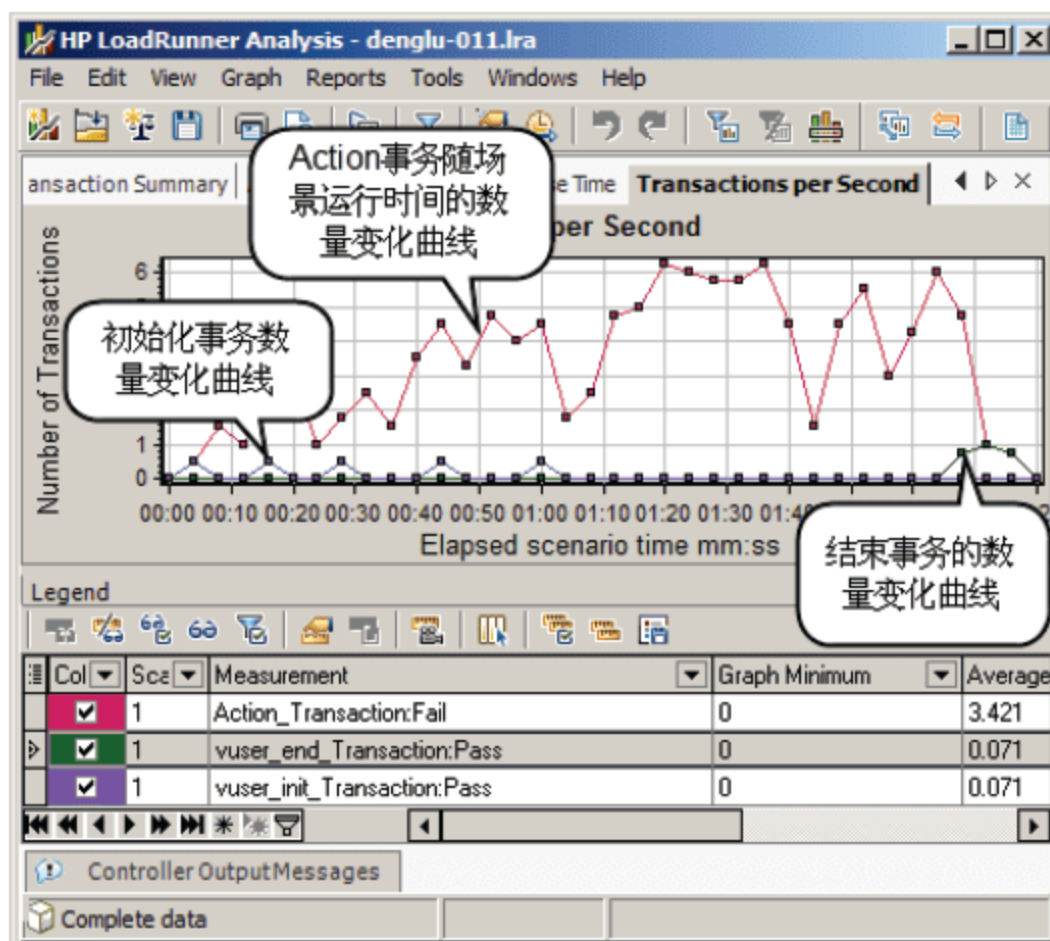 HP LoadRunner Analysis - denglu-011.lra
File Edit View Graph Reports Tools Windows Help
ansaction Summary
se Time
Transactions per Second
Action事务随场
景运行时间的数
量变化曲线
per Second
Number of Transactions
6
初始化事务数
量变化曲线
1
0
00:00 00:10 00:20 00:30 00:40 00:50 01:00 01:10 01:20 01:30 01:4
Elapsed scenario time mm:ss
结束事务的数
量变化曲线
Legend
Col Sca Measurement Graph Minimum Average
1 Action_Transaction:Fail 0 3.421
1 vuser_end_Transaction:Pass 0 0.071
1 vuser_init_Transaction:Pass 0 0.071
Controller Output Messages
Complete data